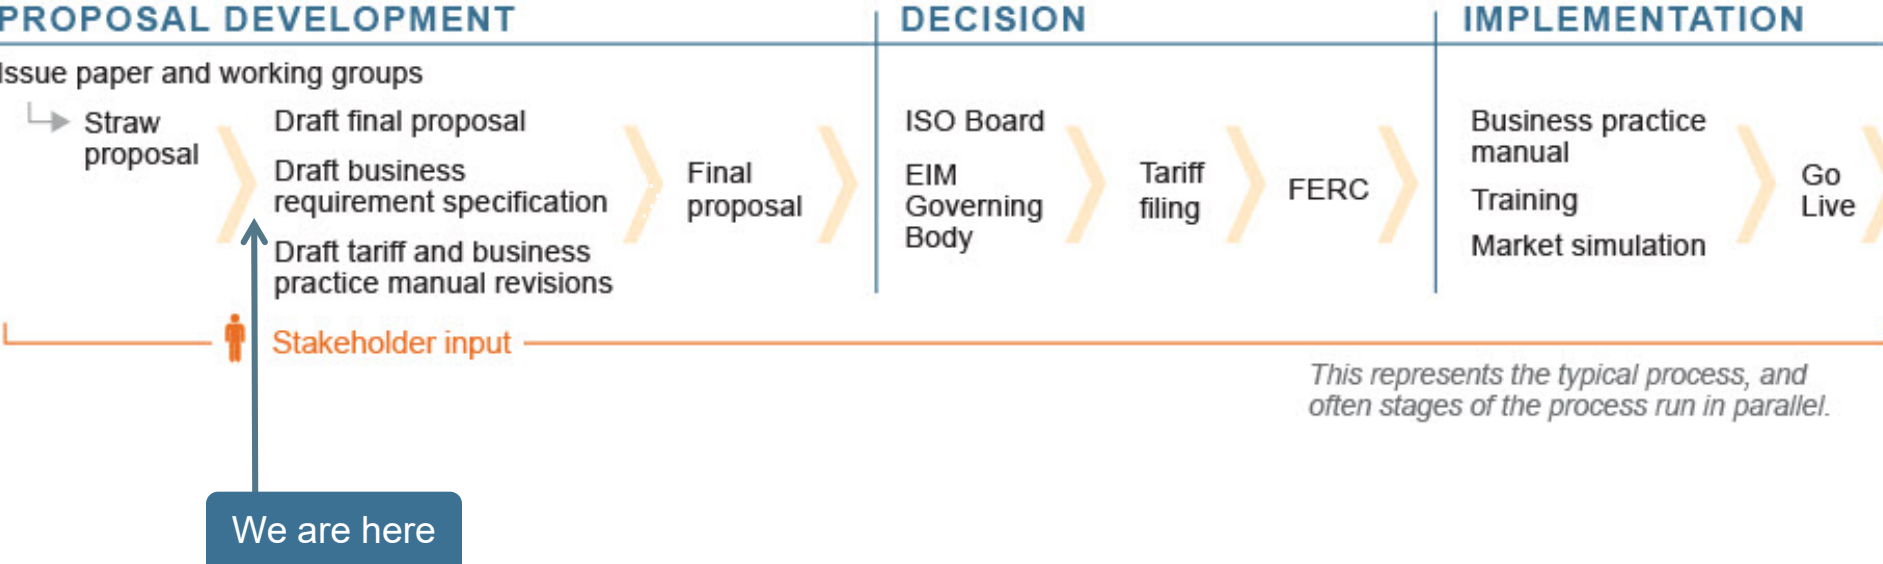 PROPOSAL DEVELOPMENT
DECISION
IMPLEMENTATION
Issue paper and working groups
Straw
proposal
Draft final proposal
Draft business
requirement specification
Draft tariff and business
practice manual revisions
Final
proposal
ISO Board
EIM
Governing
Body
Tariff
filing
FERC
Business practice
manual
Training
Market simulation
Go
Live
Stakeholder input
This represents the typical process, and
often stages of the process run in parallel.
We are here